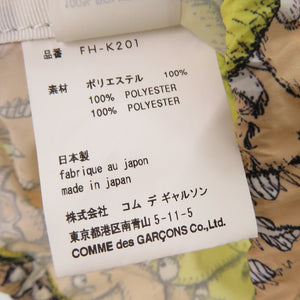 100% POLY
品番 FH-K201
素材 ポリエステル 100%
100% POLYESTER
100% POLYESTER
日本製
fabrique au japon
made in japan
株式会社 コム デ ギャルソン
東京都港区南青山 5-11-5
COMME des GARÇONS Co.,Ltd.